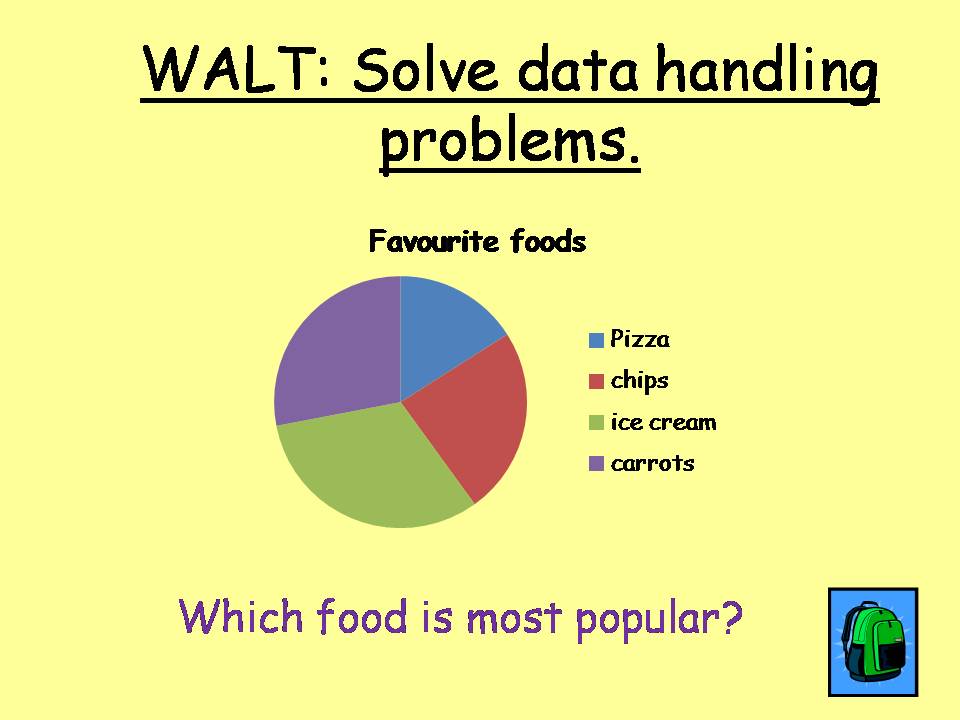 WALT: Solve data handling
problems.
Favourite foods
Pizza
chips
ice cream
carrots
Which food is most popular?